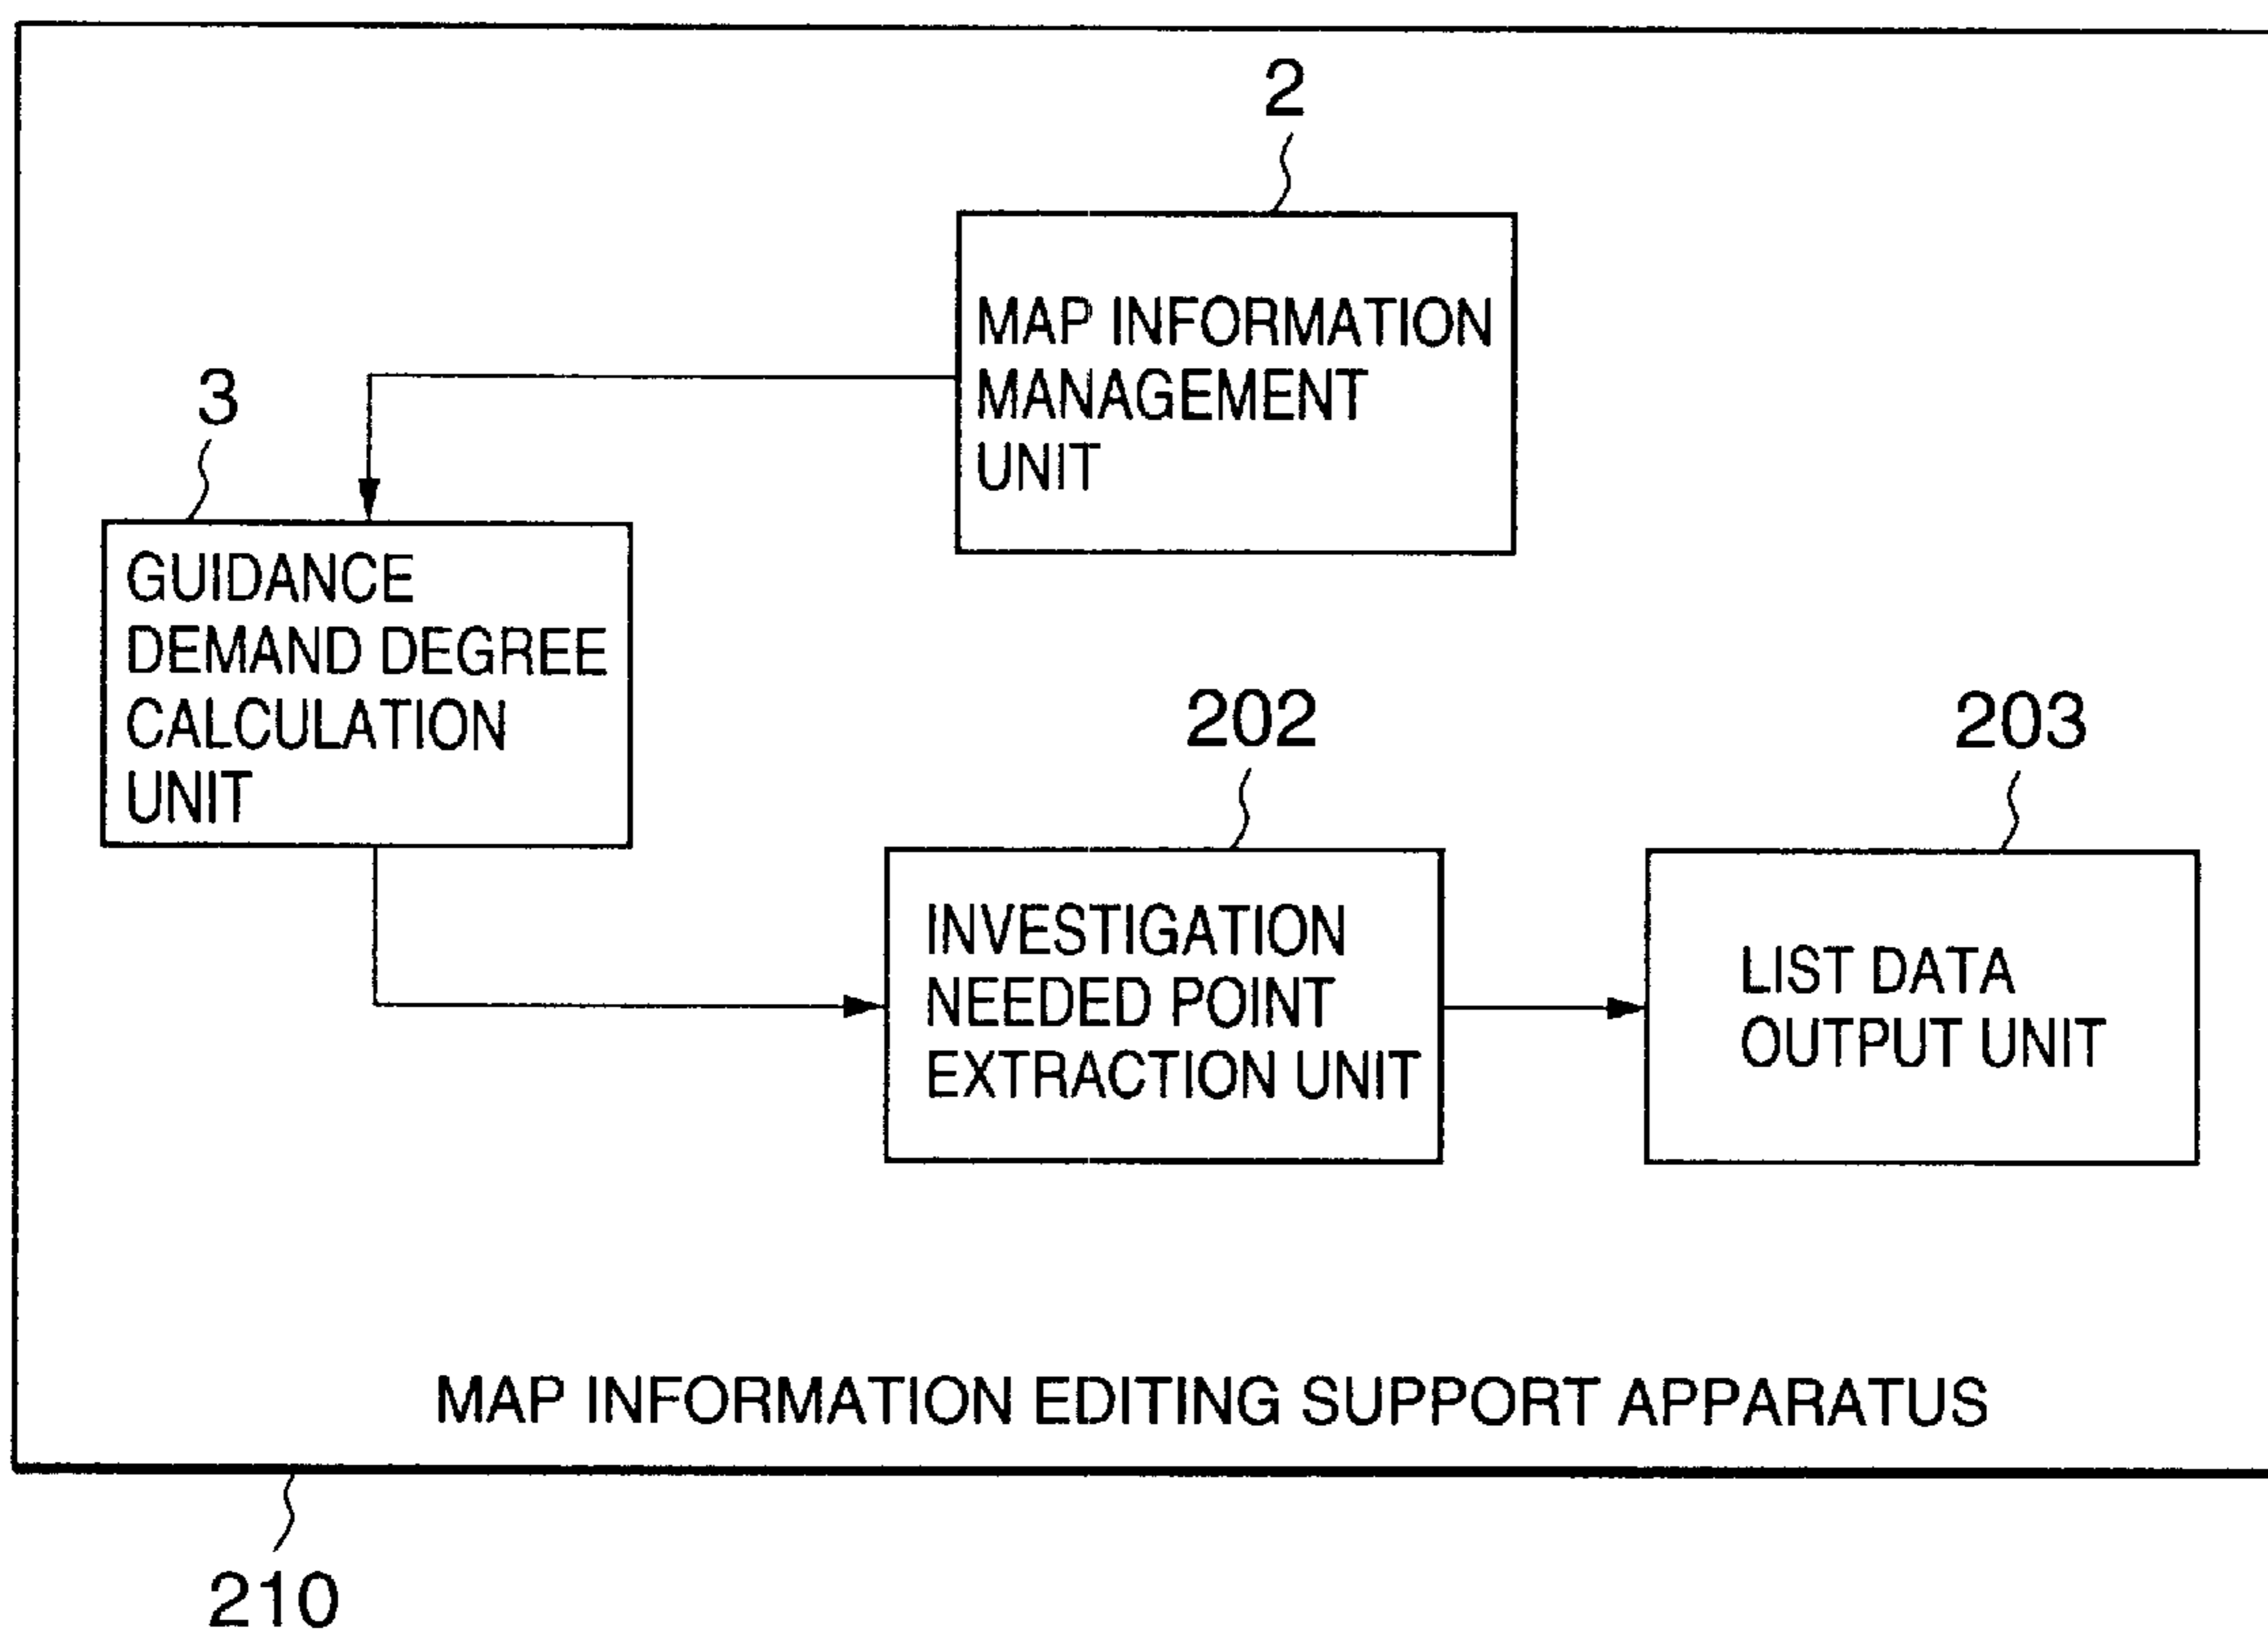 2
MAP INFORMATION
MANAGEMENT
UNIT
3
GUIDANCE
DEMAND DEGREE
CALCULATION
UNIT
202
INVESTIGATION
NEEDED POINT
EXTRACTION UNIT
203
LIST DATA
OUTPUT UNIT
MAP INFORMATION EDITING SUPPORT APPARATUS
210